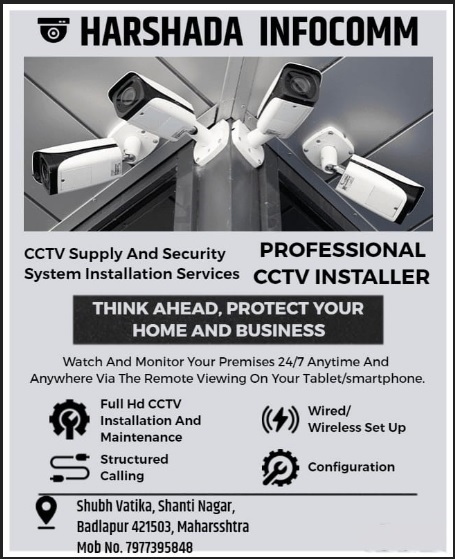 HARSHADA INFOCOMM
CCTV Supply And Security
System Installation Services
PROFESSIONAL
CCTV INSTALLER
THINK AHEAD, PROTECT YOUR
HOME AND BUSINESS
Watch And Monitor Your Premises 24/7 Anytime And
Anywhere Via The Remote Viewing On Your Tablet/smartphone.
Full Hd CCTV
Installation And
Maintenance
Wired/
Wireless Set Up
Structured
Calling
Configuration
Shubh Vatika, Shanti Nagar,
Badlapur 421503, Maharsshtra
Mob No. 7977395848